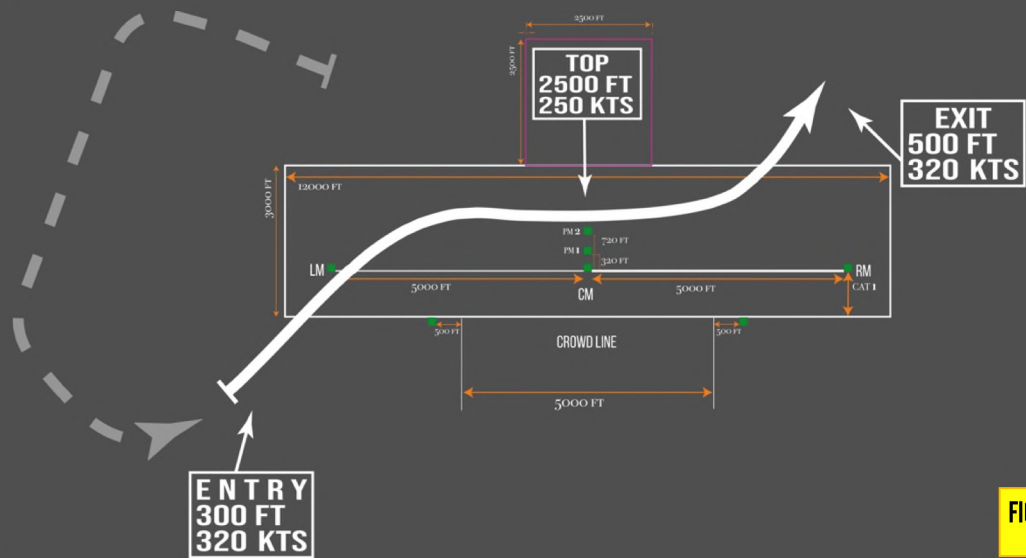 2500 FT
2500 FT
TOP
2500 FT
250 KTS
EXIT
500 FT
320 KTS
12000 FT
3000 FT
PM 2
720 FT
PM 1
320 FT
LM
RM
5000 FT
CM
5000 FT
CAT 1
500 FT
CROWD LINE
500 FT
5000 FT
ENTRY
300 FT
320 KTS